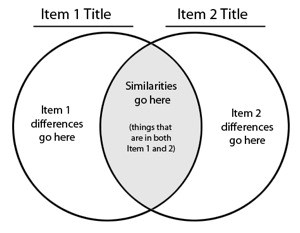 Item 1 Title
Item 2 Title
Similarities
go here
(things that
are in both
Item 1 and 2)
Item 1
differences
go here
Item 2
differences
go here